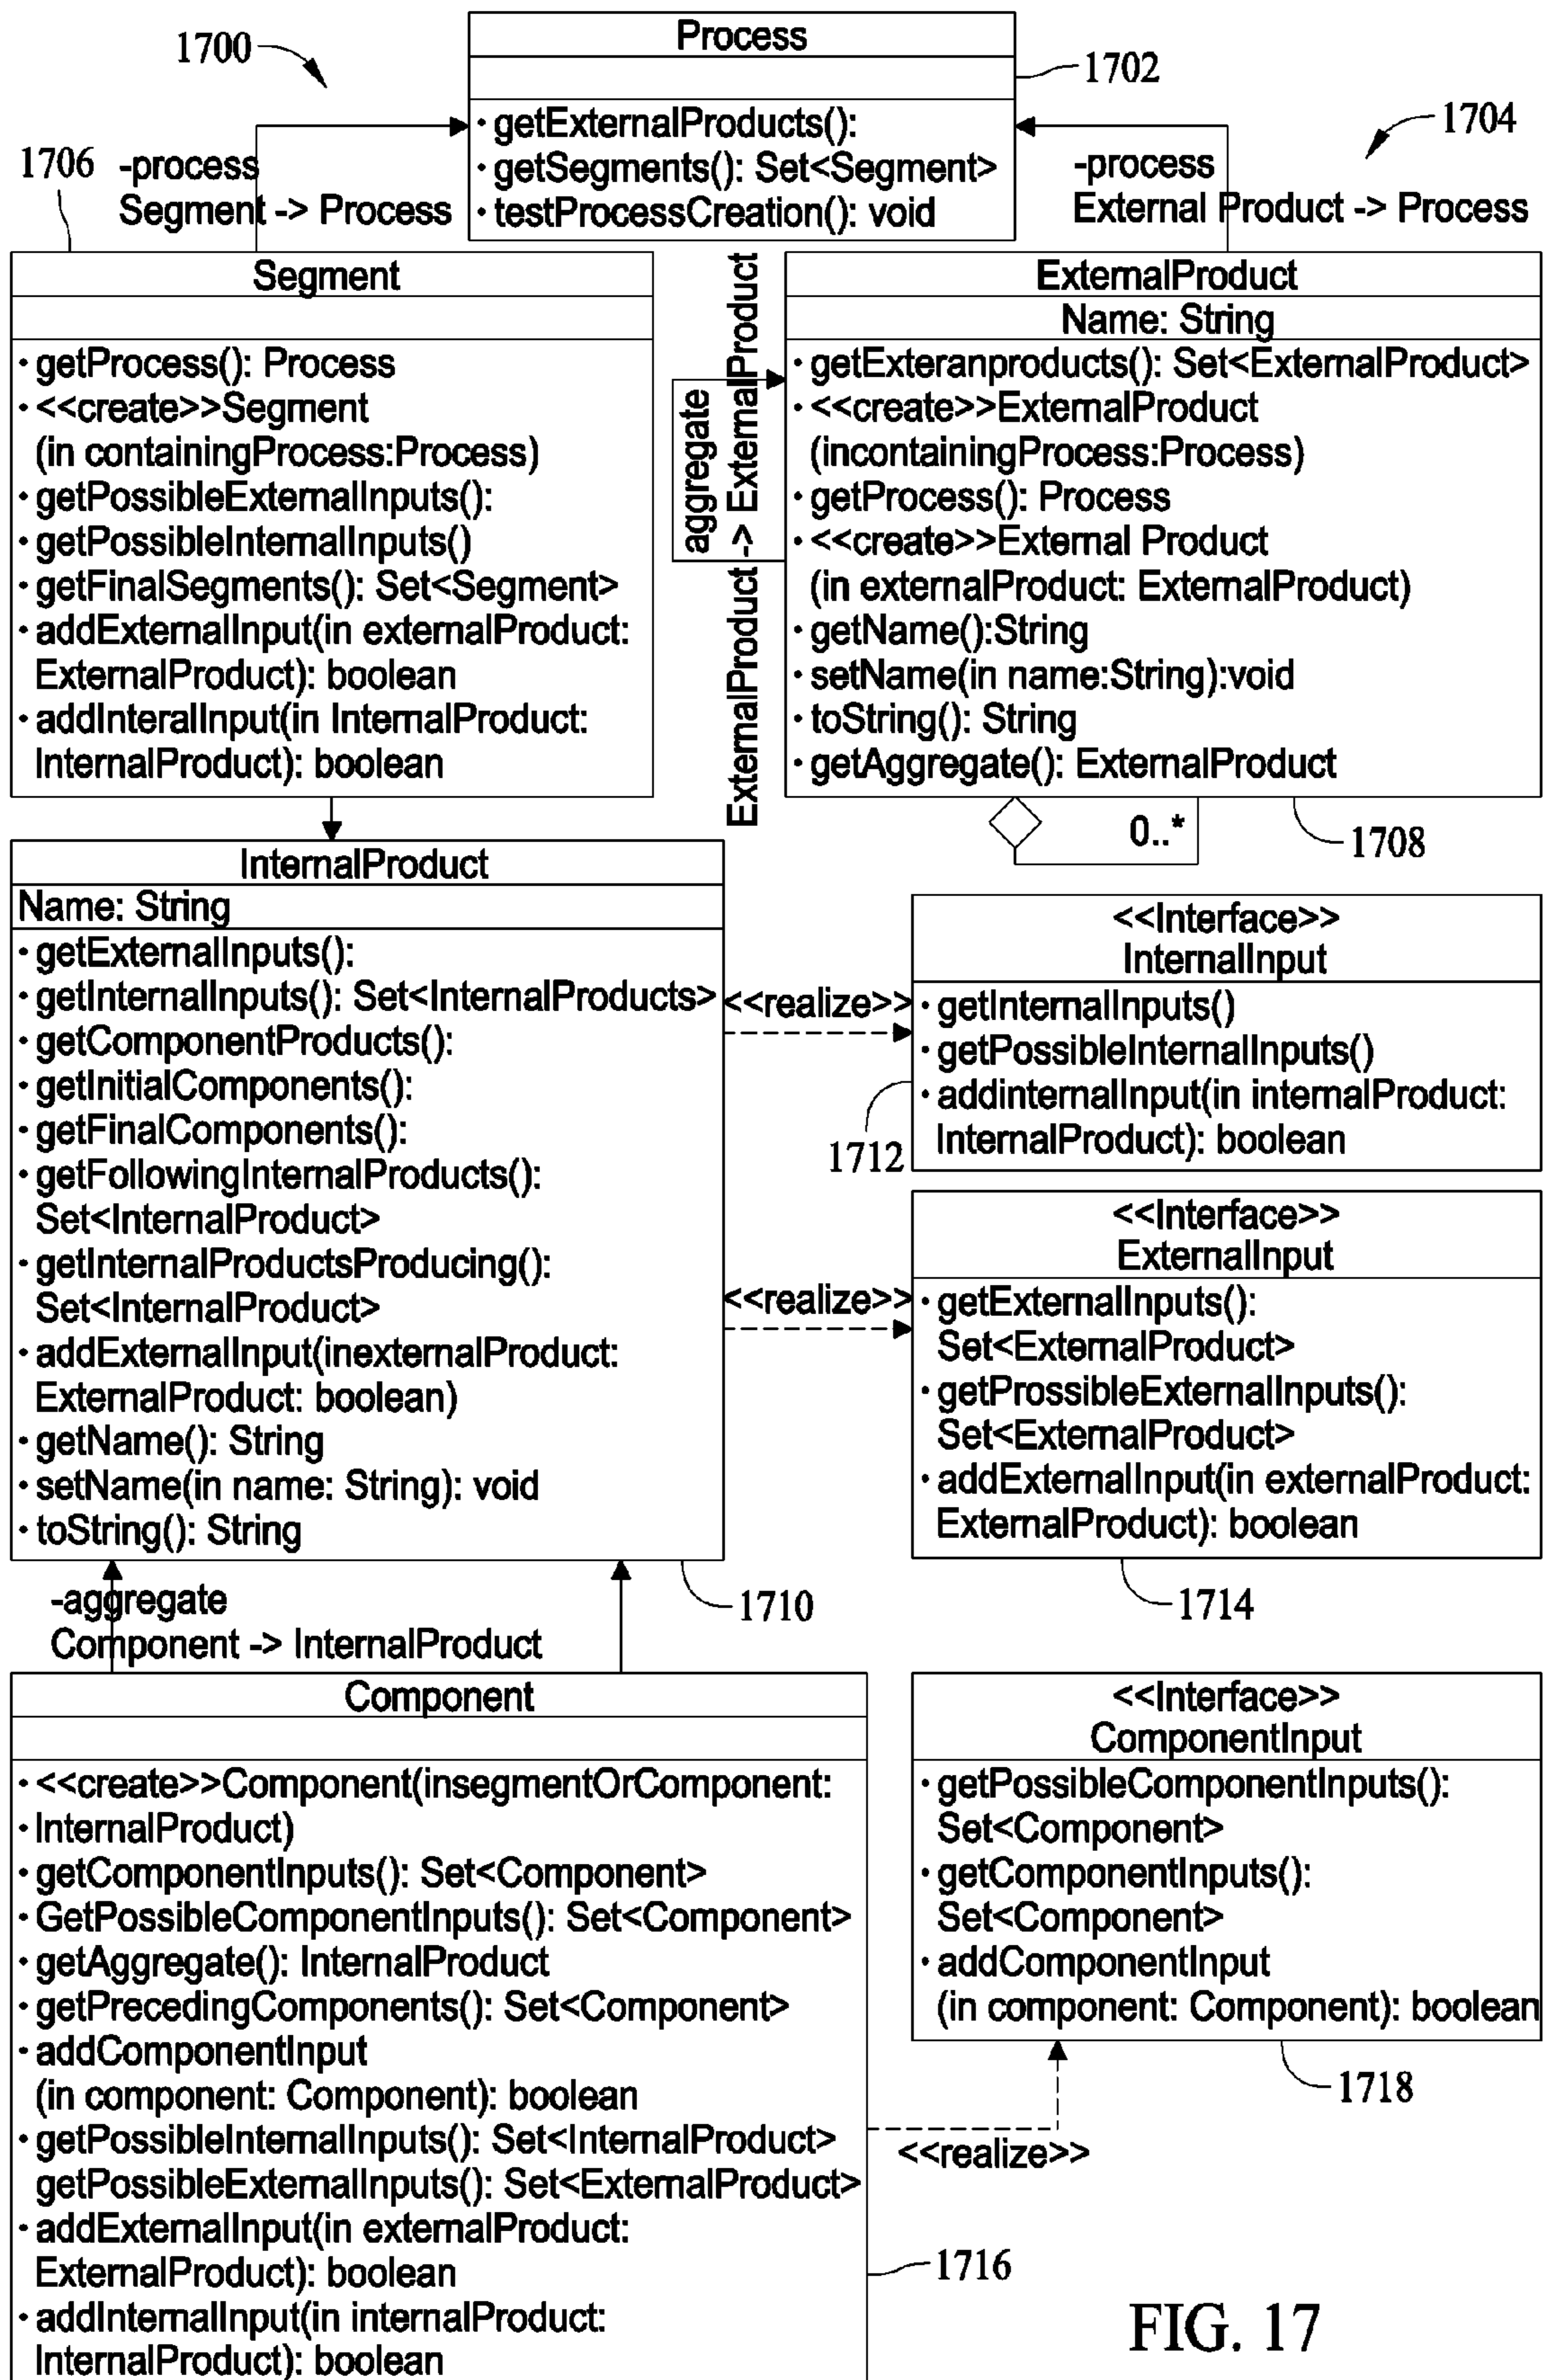 1700
Process
1702
· getExternalProducts():
· getSegments(): Set<Segment>
· testProcessCreation(): void
1704
1706
-process
Segment -> Process
-process
External Product -> Process
Segment
· getProcess(): Process
· <<create>>Segment
(in containingProcess:Process)
· getPossibleExternalInputs():
· getPossibleInternalInputs()
· getFinalSegments(): Set<Segment>
· addExternalInput(in externalProduct:
ExternalProduct): boolean
· addInteralInput(in InternalProduct:
InternalProduct): boolean
aggregate
ExternalProduct -> ExternalProduct
ExternalProduct
Name: String
· getExteranproducts(): Set<ExternalProduct>
· <<create>>ExternalProduct
(incontainingProcess:Process)
· getProcess(): Process
· <<create>>External Product
(in externalProduct: ExternalProduct)
· getName():String
· setName(in name:String):void
· toString(): String
· getAggregate(): ExternalProduct
0..*
1708
InternalProduct
Name: String
· getExternalInputs():
· getInternalInputs(): Set<InternalProducts>
· getComponentProducts():
· getInitialComponents():
· getFinalComponents():
· getFollowingInternalProducts():
Set<InternalProduct>
· getInternalProductsProducing():
Set<InternalProduct>
· addExternalInput(inexternalProduct:
ExternalProduct: boolean)
· getName(): String
· setName(in name: String): void
· toString(): String
1710
<<realize>>
<<Interface>>
InternalInput
· getInternalInputs()
· getPossibleInternalInputs()
· addinternalInput(in internalProduct:
InternalProduct): boolean
1712
<<realize>>
<<Interface>>
ExternalInput
· getExternalInputs():
Set<ExternalProduct>
· getProssibleExternalInputs():
Set<ExternalProduct>
· addExternalInput(in externalProduct:
ExternalProduct): boolean
1714
-aggregate
Component -> InternalProduct
Component
· <<create>>Component(insegmentOrComponent:
· InternalProduct)
· getComponentInputs(): Set<Component>
· GetPossibleComponentInputs(): Set<Component>
· getAggregate(): InternalProduct
· getPrecedingComponents(): Set<Component>
· addComponentInput
(in component: Component): boolean
· getPossibleInternalInputs(): Set<InternalProduct>
getPossibleExternalInputs(): Set<ExternalProduct>
· addExternalInput(in externalProduct:
ExternalProduct): boolean
· addInternalInput(in internalProduct:
InternalProduct): boolean
1716
<<realize>>
<<Interface>>
ComponentInput
· getPossibleComponentInputs():
Set<Component>
· getComponentInputs():
Set<Component>
· addComponentInput
(in component: Component): boolean
1718
FIG. 17